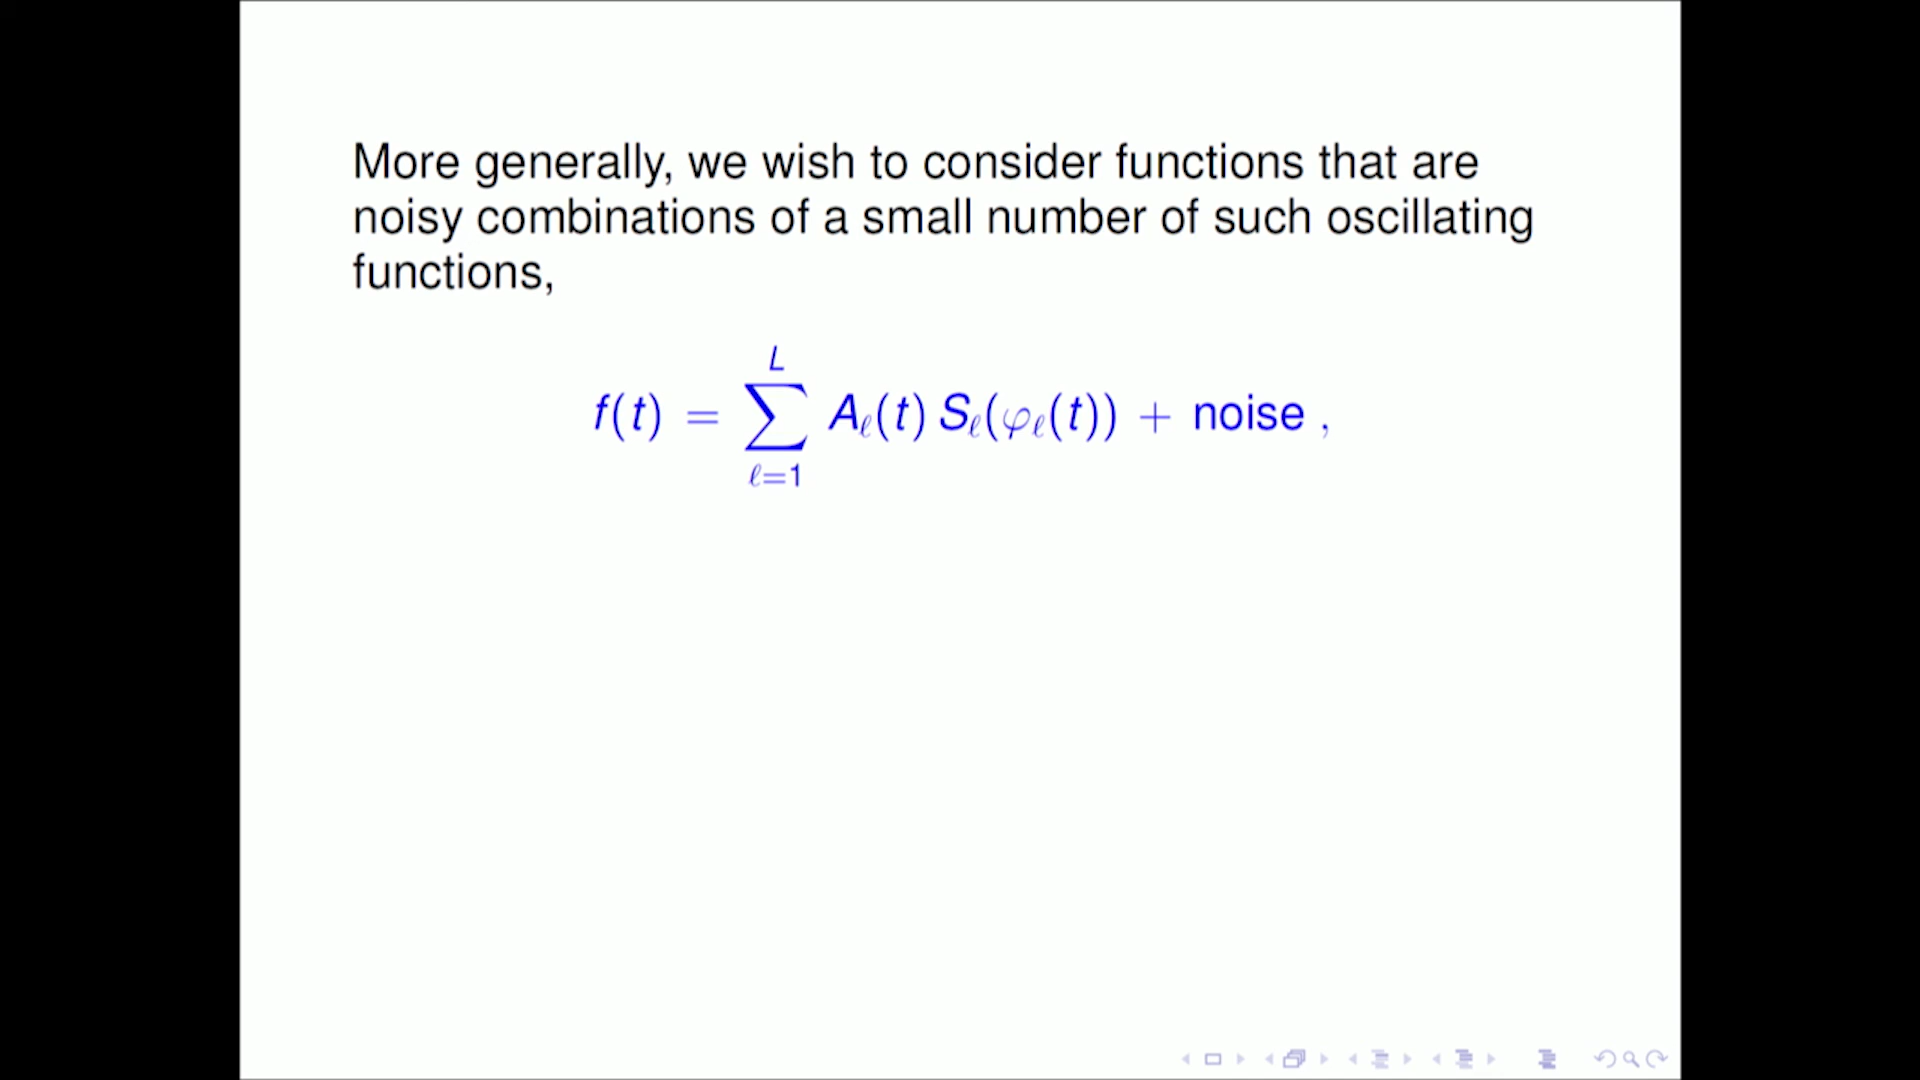 More generally, we wish to consider functions that are
noisy combinations of a small number of such oscillating
functions,
f(t) = \sum_{ℓ=1}^{L} A_ℓ(t) S_ℓ(φ_ℓ(t)) + noise ,